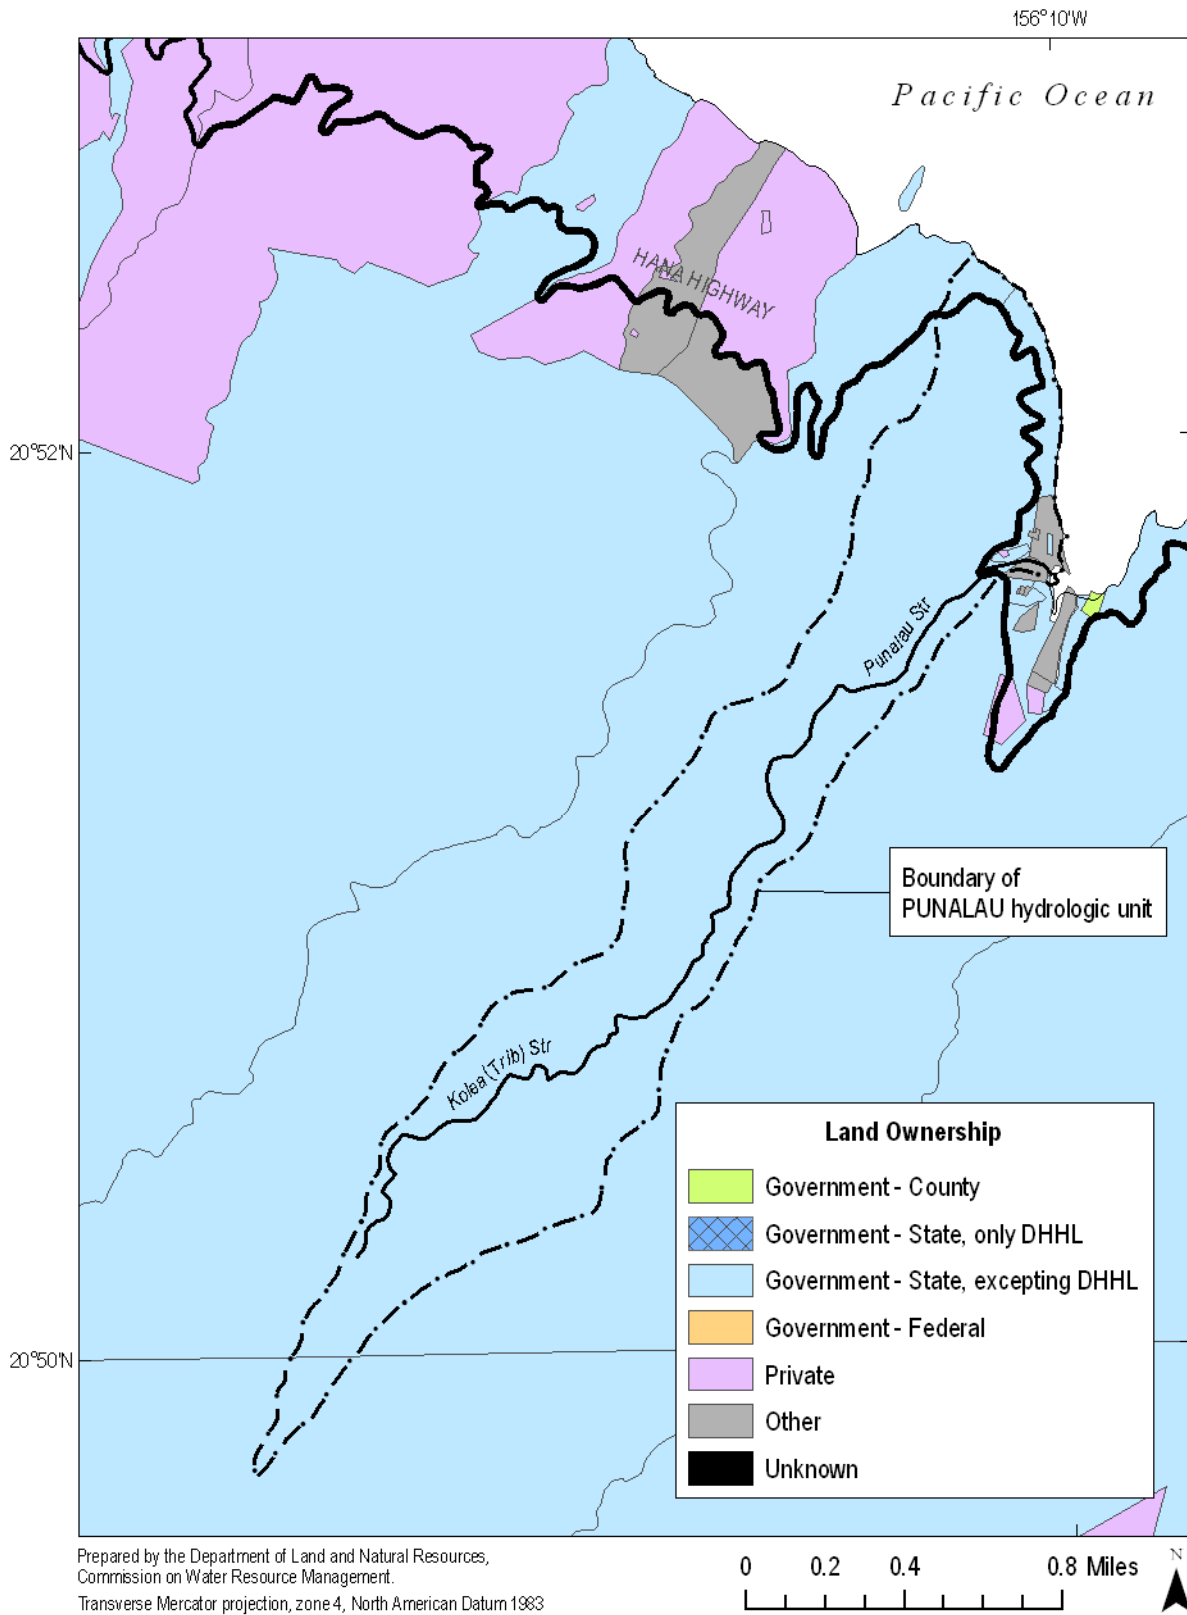 156°10'W
Pacific Ocean
HANA HIGHWAY
20°52'N
Punalau Str
Boundary of
PUNALAU hydrologic unit
Kolea (Trib) Str
Land Ownership
Government - County
Government - State, only DHHL
Government - State, excepting DHHL
Government - Federal
Private
Other
Unknown
20°50'N
Prepared by the Department of Land and Natural Resources,
Commission on Water Resource Management.
Transverse Mercator projection, zone 4, North American Datum 1983
0 0.2 0.4 0.8 Miles
N